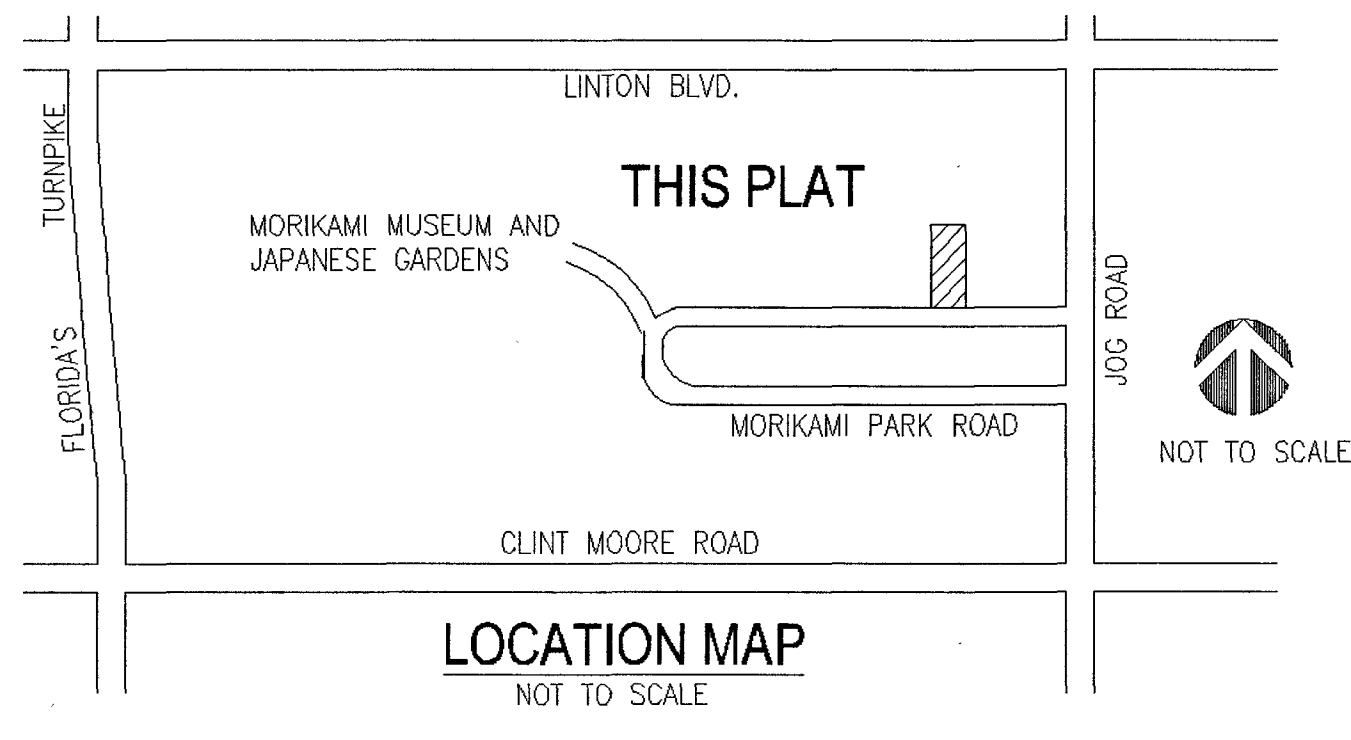 LINTON BLVD.
FLORIDA'S TURNPIKE
THIS PLAT
MORIKAMI MUSEUM AND
JAPANESE GARDENS
JOG ROAD
MORIKAMI PARK ROAD
NOT TO SCALE
CLINT MOORE ROAD
LOCATION MAP
NOT TO SCALE